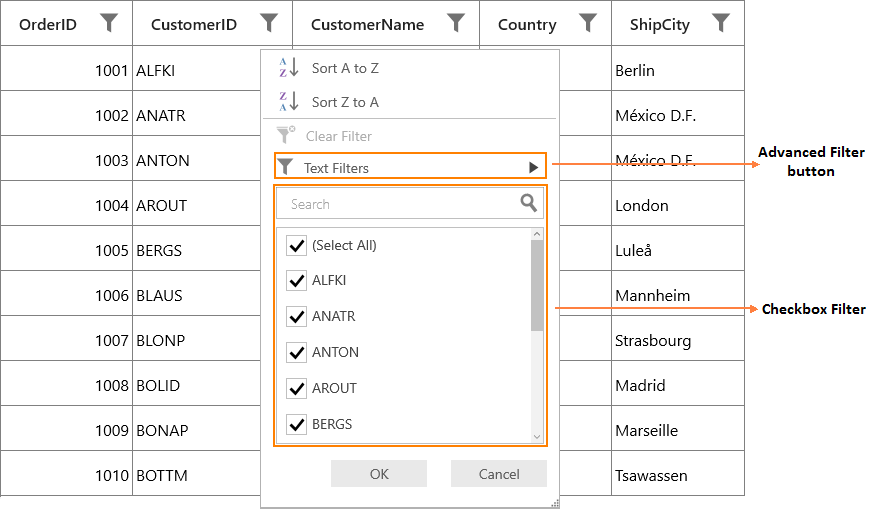 OrderID CustomerID CustomerName Country ShipCity
1001 ALFKI Berlin
1002 ANATR México D.F.
1003 ANTON México D.F.
1004 AROUT London
1005 BERGS Luleå
1006 BLAUS Mannheim
1007 BLONP Strasbourg
1008 BOLID Madrid
1009 BONAP Marseille
1010 BOTTM Tsawassen
Sort A to Z
Sort Z to A
Clear Filter
Text Filters
Search
(Select All)
ALFKI
ANATR
ANTON
AROUT
BERGS
OK Cancel
Advanced Filter
button
Checkbox Filter